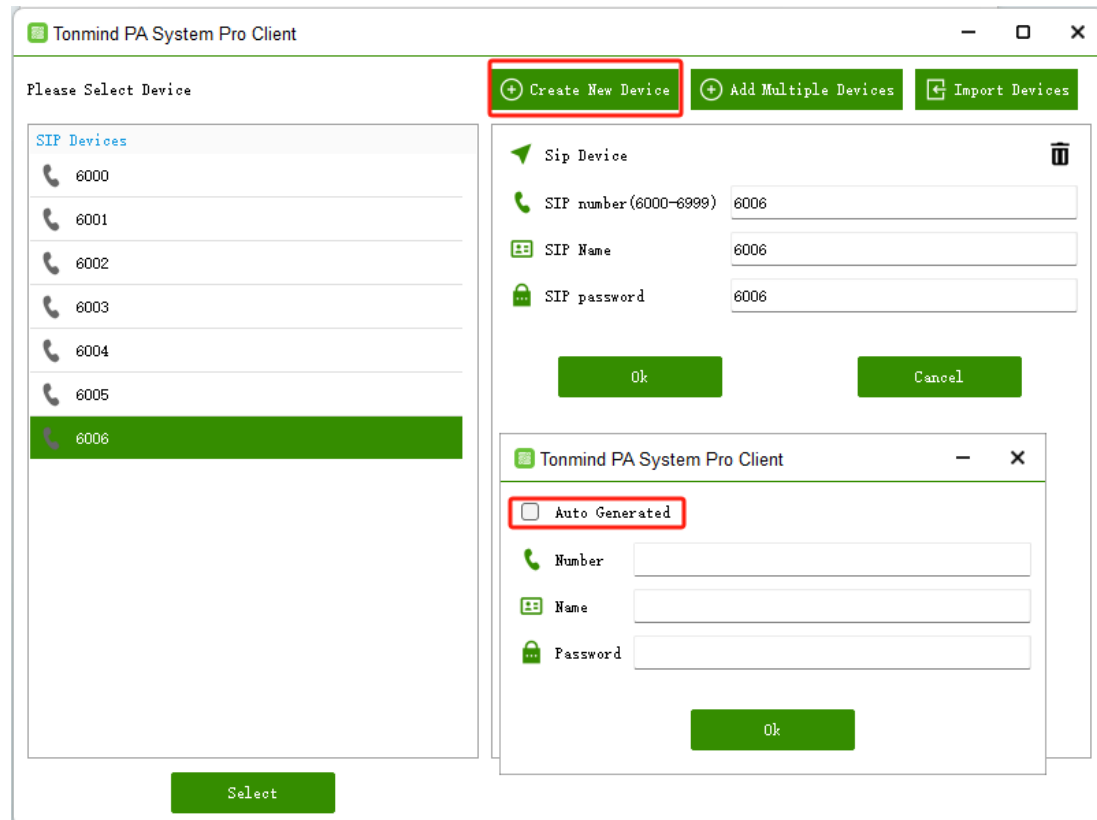 Tonmind PA System Pro Client
Please Select Device
Create New Device
Add Multiple Devices
Import Devices
SIP Devices
6000
6001
6002
6003
6004
6005
6006
Sip Device
SIP number(6000-6999) 6006
SIP Name 6006
SIP password 6006
Ok
Cancel
Tonmind PA System Pro Client
Auto Generated
Number
Name
Password
Ok
Select